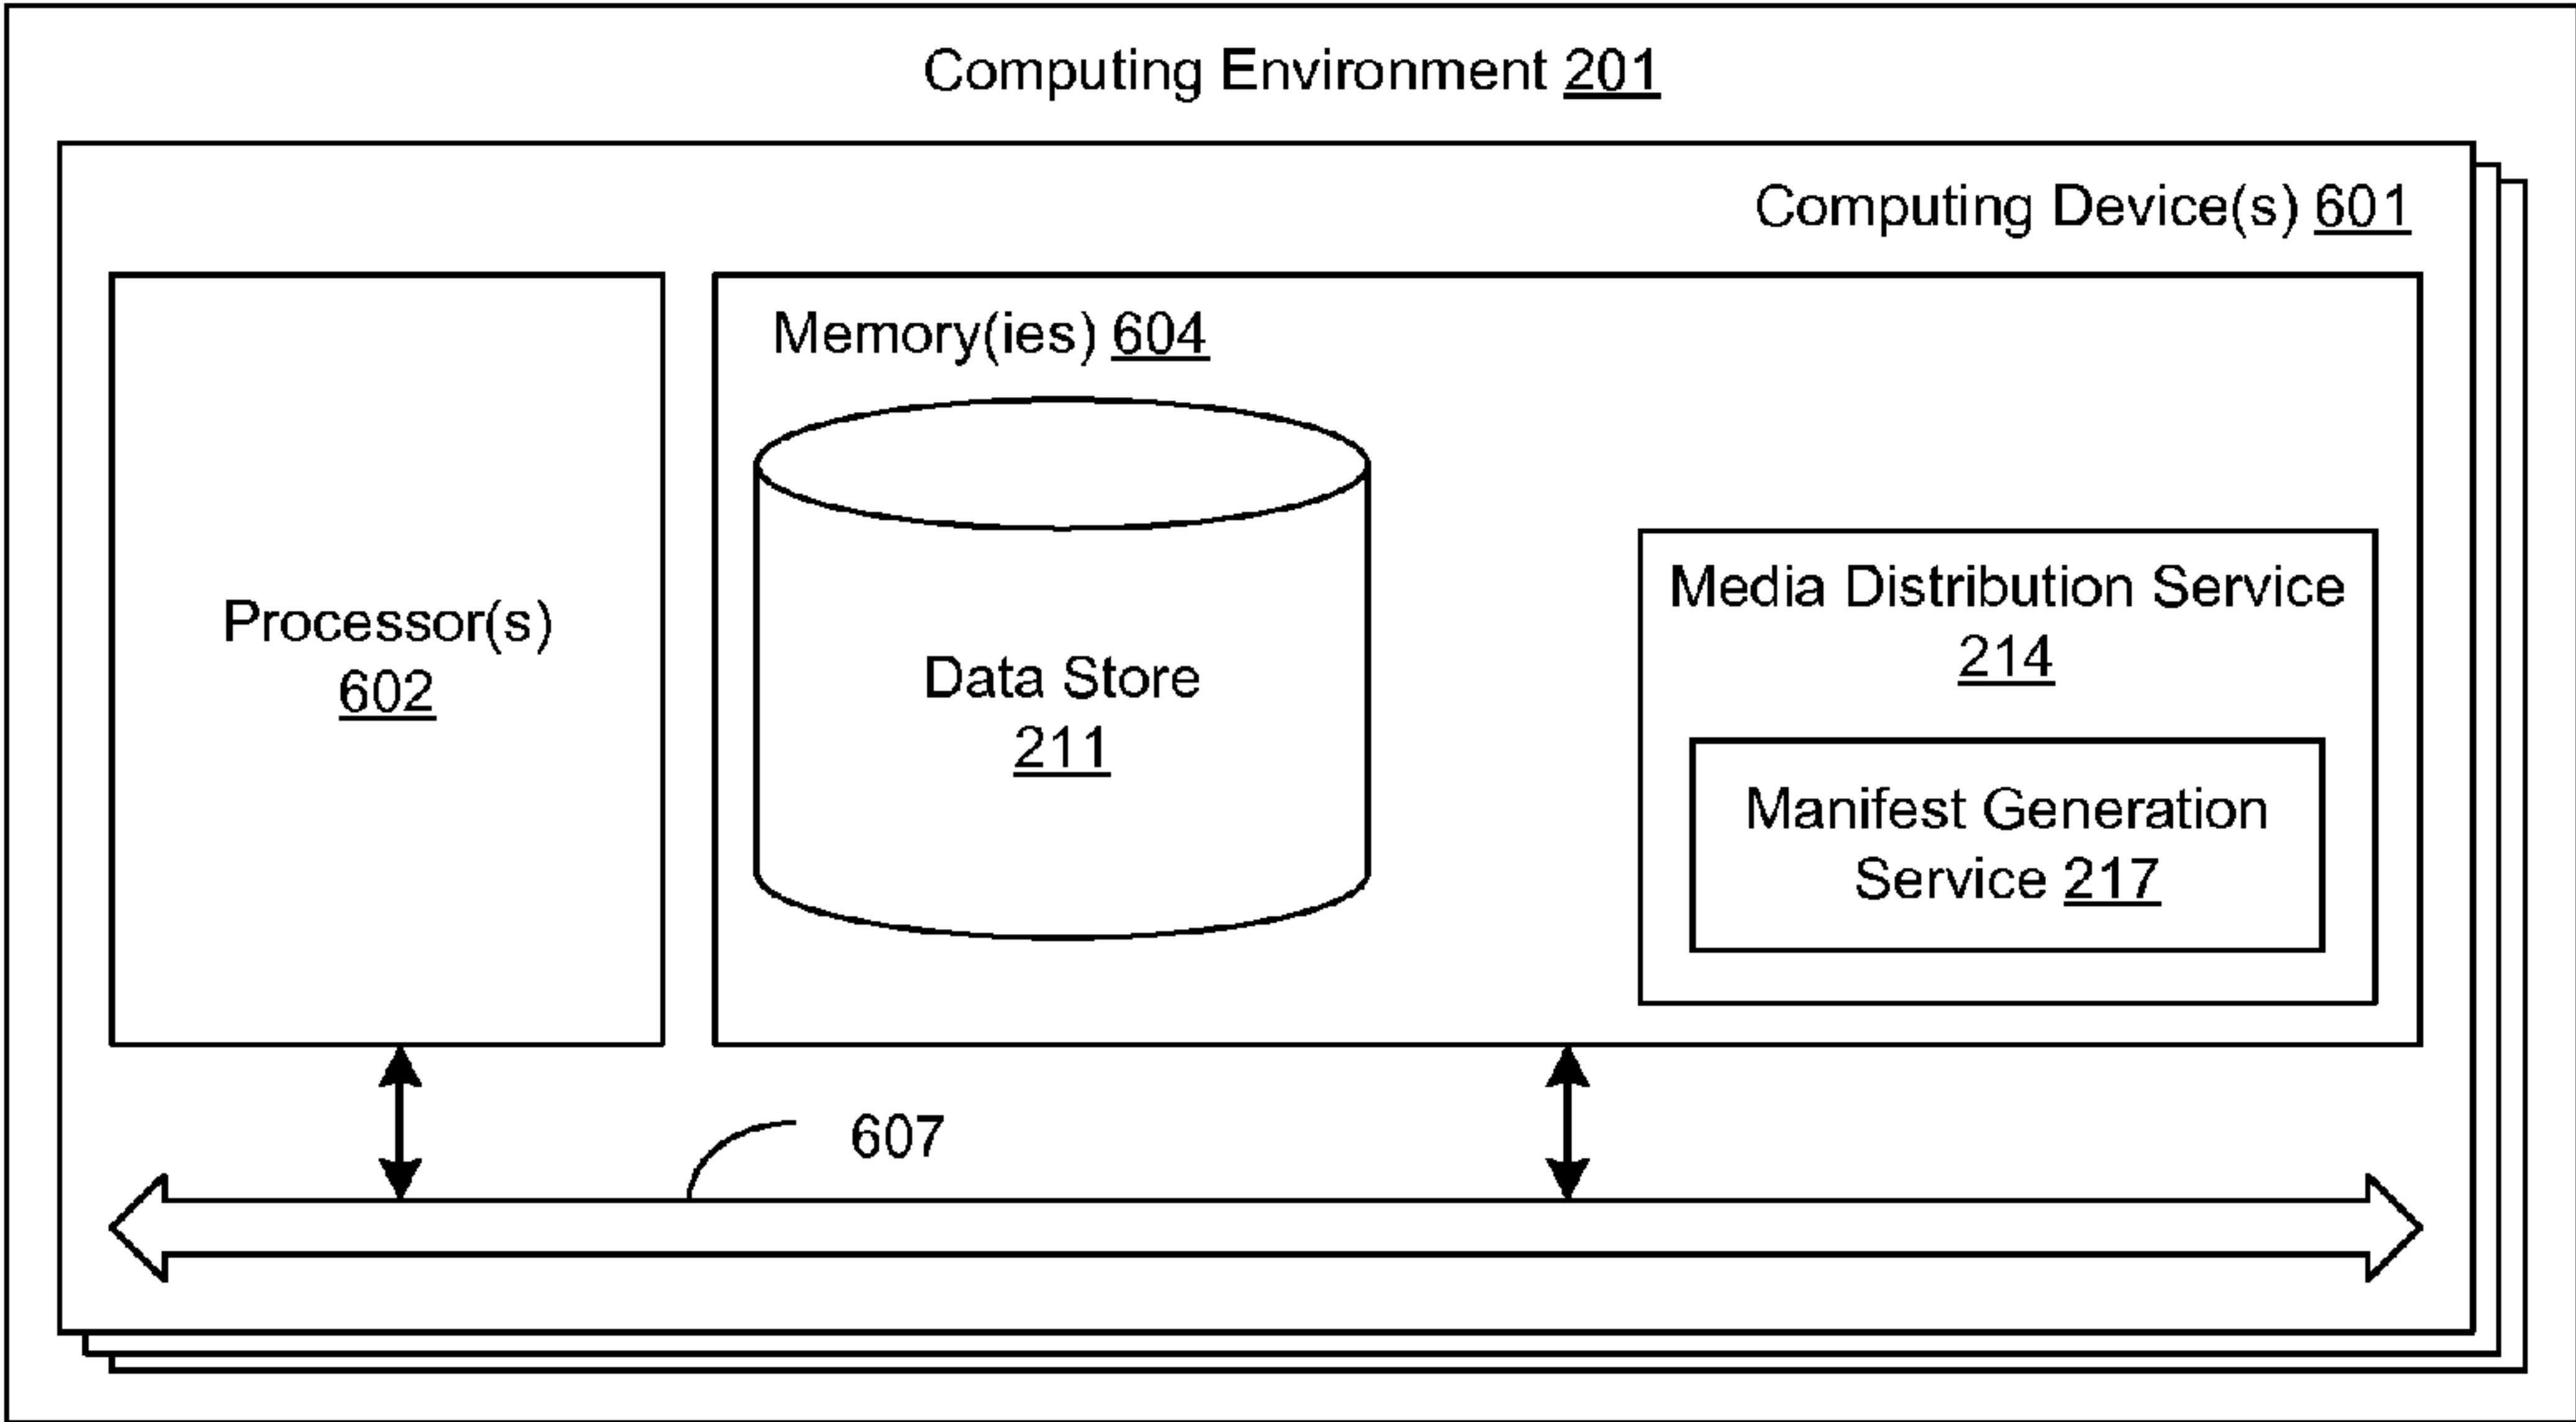 Computing Environment 201
Computing Device(s) 601
Memory(ies) 604
Processor(s)
602
Data Store
211
Media Distribution Service
214
Manifest Generation
Service 217
607